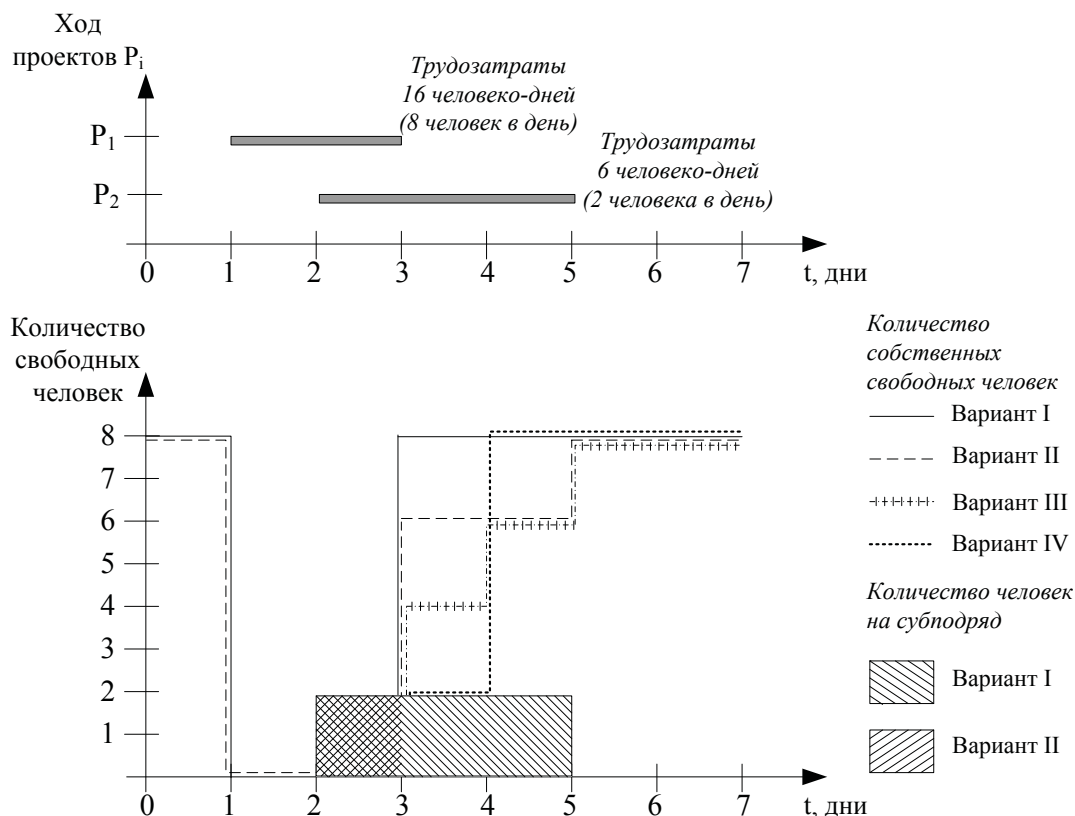 Ход
проектов Pi
Трудозатраты
16 человеко-дней
(8 человек в день)
P1
Трудозатраты
6 человеко-дней
(2 человека в день)
P2
0 1 2 3 4 5 6 7
t, дни
Количество
свободных
человек
8
7
6
5
4
3
2
1
0 1 2 3 4 5 6 7
t, дни
Количество
собственных
свободных человек
Вариант I
Вариант II
Вариант III
Вариант IV
Количество человек
на субподряд
Вариант I
Вариант II